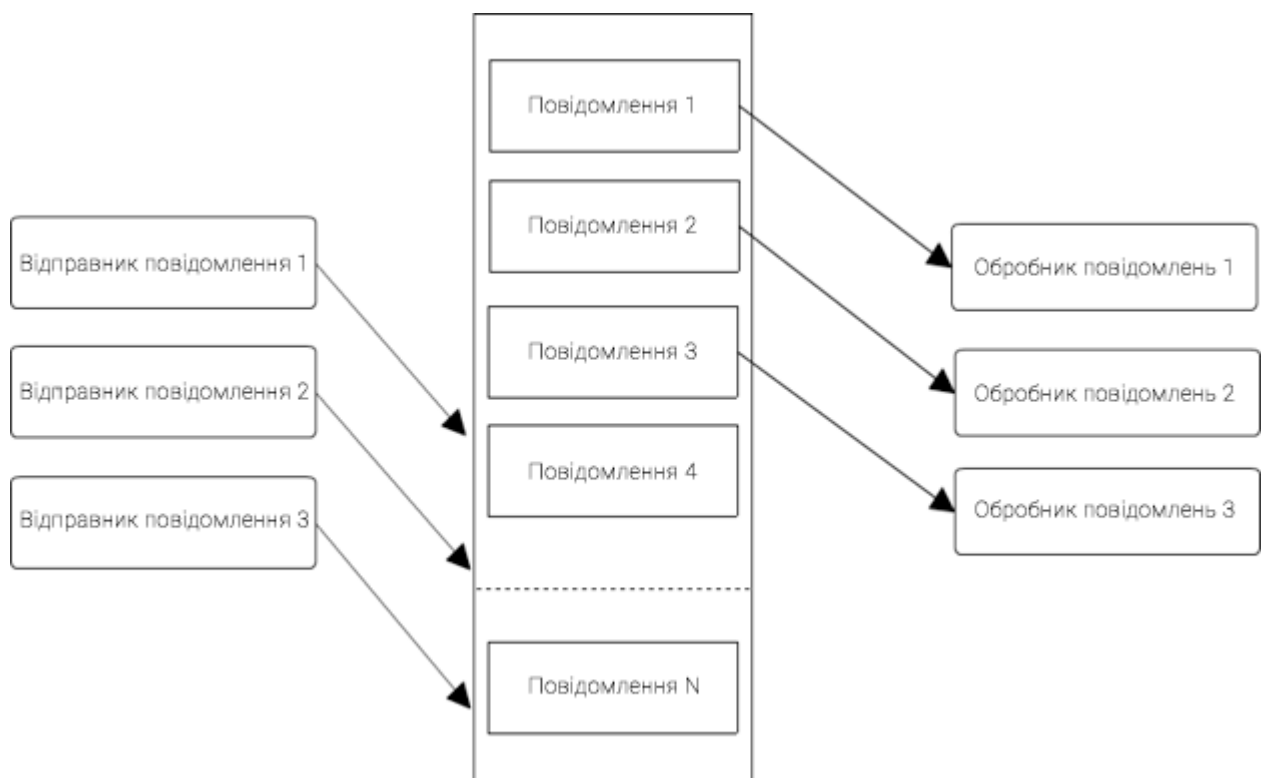 Повідомлення 1
Повідомлення 2
Повідомлення 3
Повідомлення 4
Повідомлення N
Відправник повідомлення 1
Відправник повідомлення 2
Відправник повідомлення 3
Обробник повідомлень 1
Обробник повідомлень 2
Обробник повідомлень 3